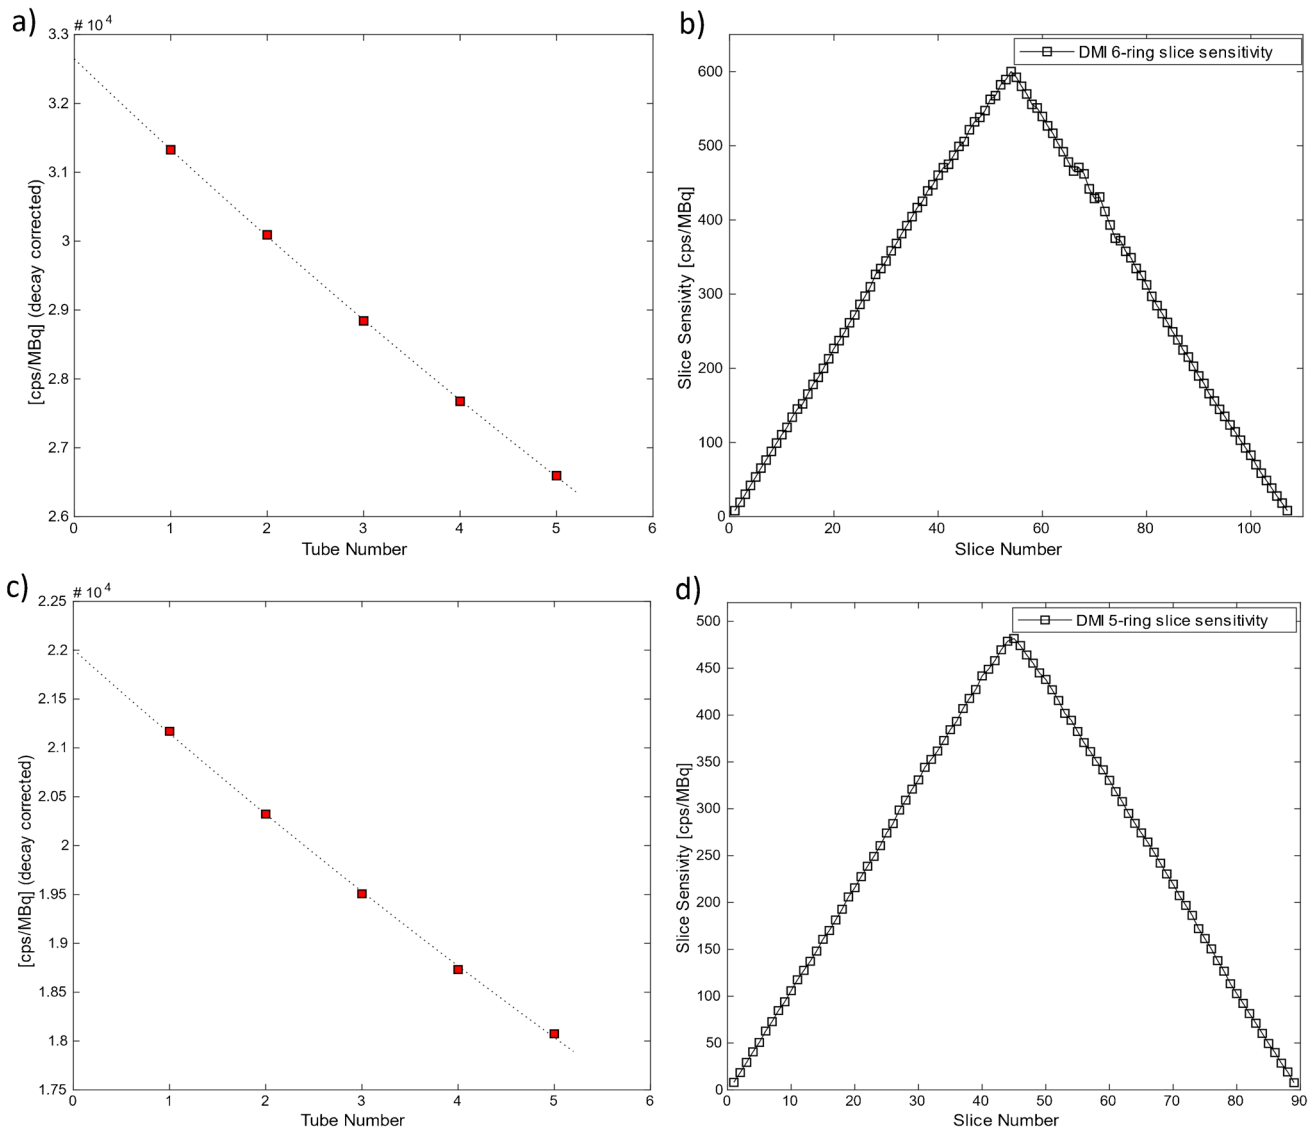 a)
# 10 4
3.3
3.2
3.1
3
2.9
2.8
2.7
2.6
[cps/MBq] (decay corrected)
0 1 2 3 4 5 6
Tube Number
b)
DMI 6-ring slice sensitivity
600
500
400
300
200
100
0
Slice Sensivity [cps/MBq]
0 20 40 60 80 100
Slice Number
c)
# 10 4
2.25
2.2
2.15
2.1
2.05
2
1.95
1.9
1.85
1.8
1.75
[cps/MBq] (decay corrected)
0 1 2 3 4 5 6
Tube Number
d)
DMI 5-ring slice sensitivity
500
450
400
350
300
250
200
150
100
50
0
Slice Sensivity [cps/MBq]
0 10 20 30 40 50 60 70 80 90
Slice Number